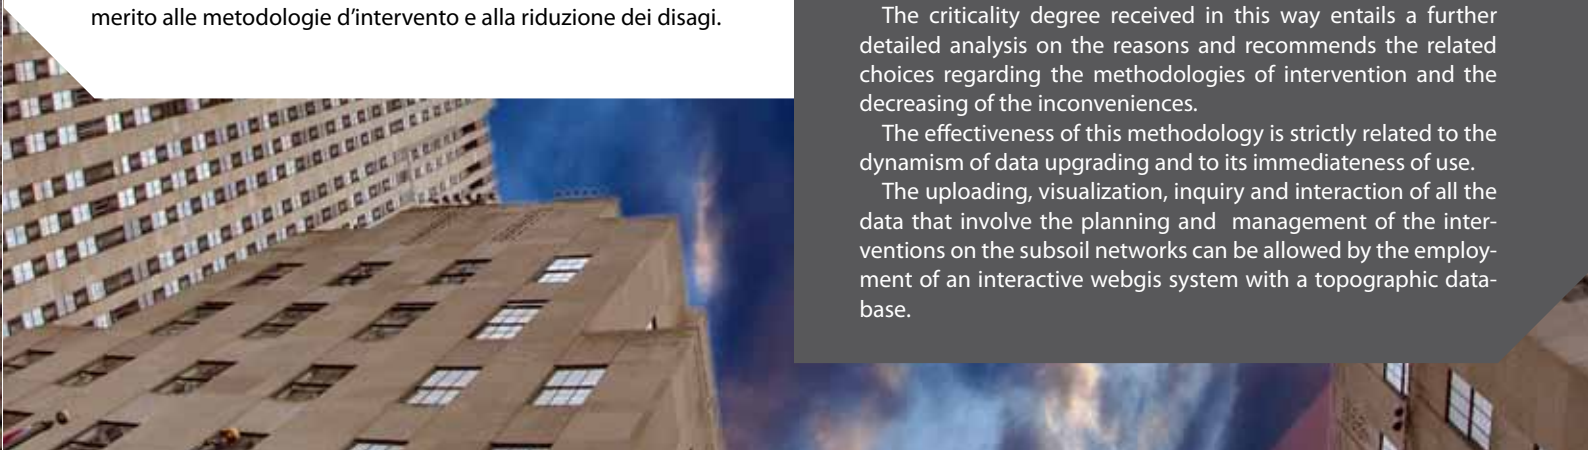 merito alle metodologie d’intervento e alla riduzione dei disagi.
The criticality degree received in this way entails a further
detailed analysis on the reasons and recommends the related
choices regarding the methodologies of intervention and the
decreasing of the inconveniences.
The effectiveness of this methodology is strictly related to the
dynamism of data upgrading and to its immediateness of use.
The uploading, visualization, inquiry and interaction of all the
data that involve the planning and  management of the inter-
ventions on the subsoil networks can be allowed by the employ-
ment of an interactive webgis system with a topographic data-
base.